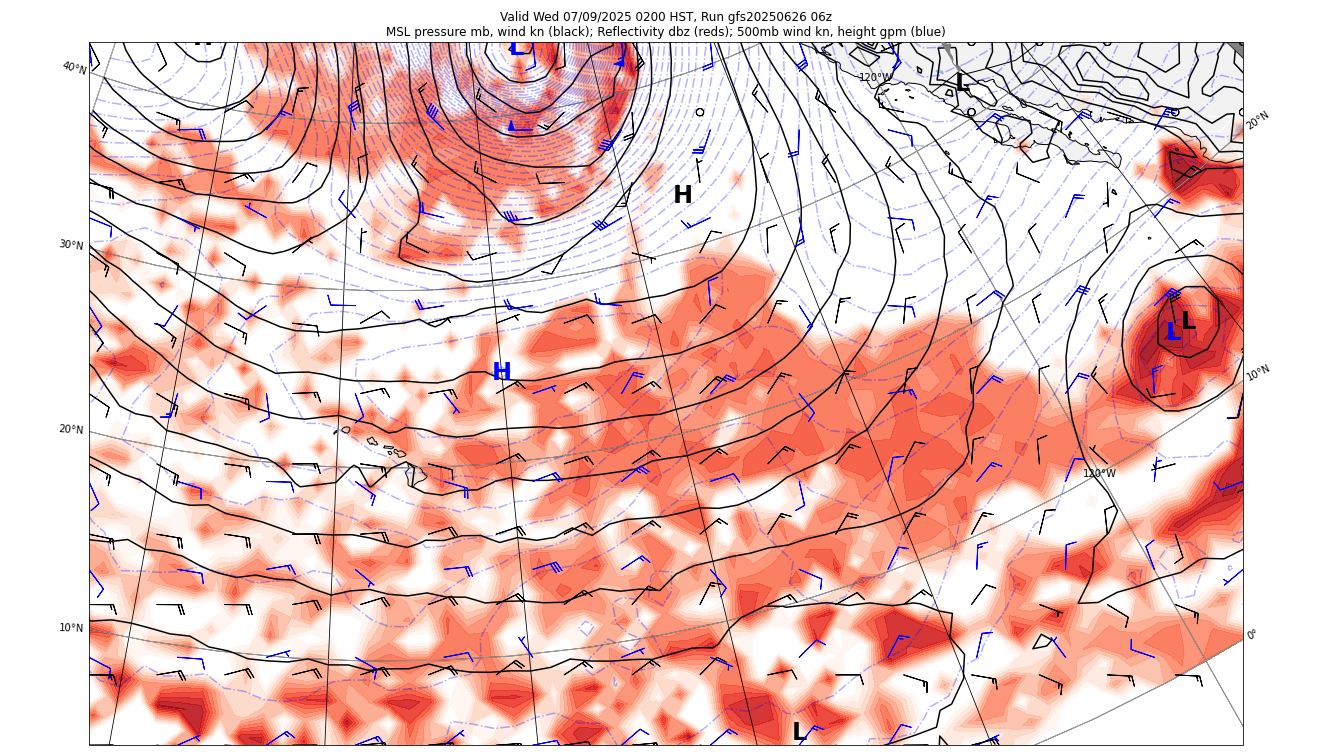 Valid Wed 07/09/2025 0200 HST, Run gfs20250626 06z
MSL pressure mb, wind kn (black); Reflectivity dbz (reds); 500mb wind kn, height gpm (blue)
L
40°N
120°W
L
20°N
H
30°N
L
L
H
10°N
20°N
120°W
10°N
0°
L